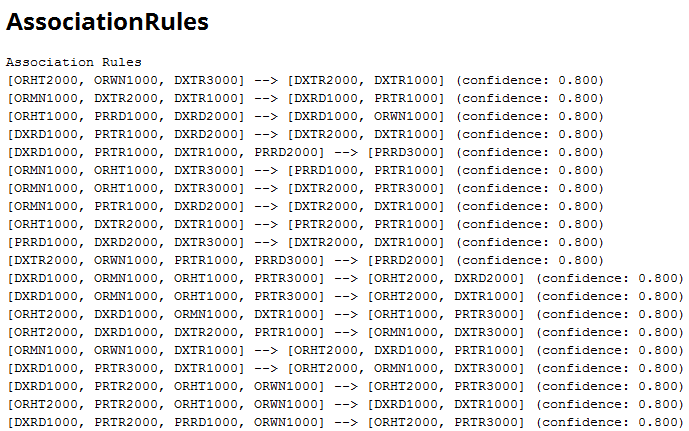 AssociationRules
Association Rules
[ORHT2000, ORWN1000, DXTR3000] --> [DXTR2000, DXTR1000] (confidence: 0.800)
[ORMN1000, DXTR2000, DXTR1000] --> [DXRD1000, PRTR1000] (confidence: 0.800)
[ORHT1000, PRRD1000, DXRD2000] --> [DXRD1000, ORWN1000] (confidence: 0.800)
[DXRD1000, PRTR1000, DXRD2000] --> [DXTR2000, DXTR1000] (confidence: 0.800)
[DXRD1000, PRTR1000, DXTR1000, PRRD2000] --> [PRRD3000] (confidence: 0.800)
[ORMN1000, ORHT1000, DXTR3000] --> [PRRD1000, PRTR1000] (confidence: 0.800)
[ORMN1000, ORHT1000, DXTR3000] --> [DXTR2000, PRTR3000] (confidence: 0.800)
[ORMN1000, PRTR1000, DXRD2000] --> [DXTR2000, DXTR1000] (confidence: 0.800)
[ORHT1000, DXTR2000, DXTR1000] --> [PRTR2000, PRTR1000] (confidence: 0.800)
[PRRD1000, DXRD2000, DXTR3000] --> [DXTR2000, DXTR1000] (confidence: 0.800)
[DXTR2000, ORWN1000, PRTR1000, PRRD3000] --> [PRRD2000] (confidence: 0.800)
[DXRD1000, ORMN1000, ORHT1000, PRTR3000] --> [ORHT2000, DXRD2000] (confidence: 0.800)
[DXRD1000, ORMN1000, ORHT1000, PRTR3000] --> [ORHT2000, DXTR1000] (confidence: 0.800)
[ORHT2000, DXRD1000, ORMN1000, DXTR1000] --> [ORHT1000, PRTR3000] (confidence: 0.800)
[ORHT2000, DXRD1000, DXTR2000, PRTR1000] --> [ORMN1000, DXTR3000] (confidence: 0.800)
[ORMN1000, ORWN1000, DXTR1000] --> [ORHT2000, DXRD1000, PRTR1000] (confidence: 0.800)
[DXRD1000, PRTR3000, DXTR1000] --> [ORHT2000, ORMN1000, DXTR3000] (confidence: 0.800)
[DXRD1000, PRTR2000, ORHT1000, ORWN1000] --> [ORHT2000, PRTR3000] (confidence: 0.800)
[ORHT2000, PRTR2000, ORHT1000, ORWN1000] --> [DXRD1000, DXTR1000] (confidence: 0.800)
[DXRD1000, PRTR2000, PRRD1000, ORWN1000] --> [ORHT2000, PRTR3000] (confidence: 0.800)